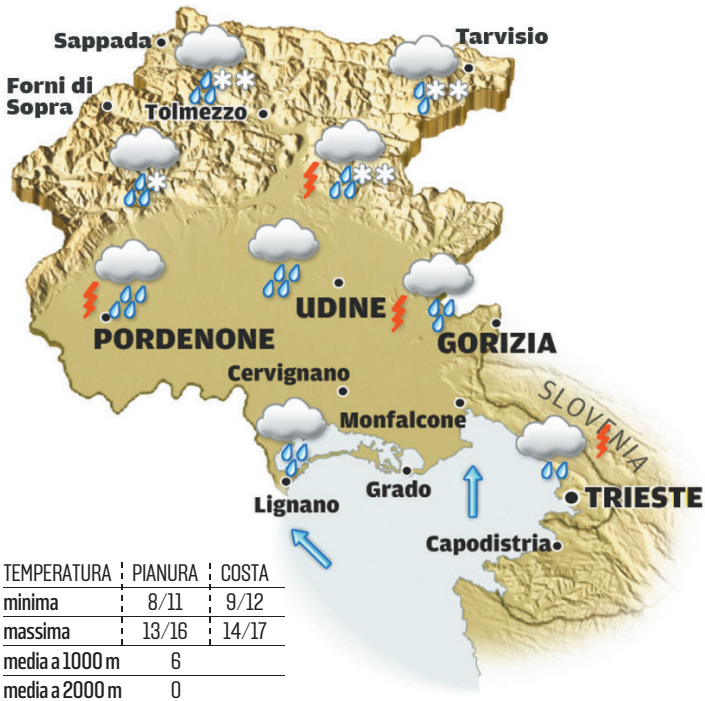 Sappada
Tarvisio
Forni di
Sopra
Tolmezzo
UDINE
PORDENONE
GORIZIA
Cervignano
SLOVENIA
Monfalcone
Grado
Lignano
TRIESTE
Capodistria
TEMPERATURA PIANURA COSTA
minima 8/11 9/12
massima 13/16 14/17
media a 1000 m 6
media a 2000 m 0